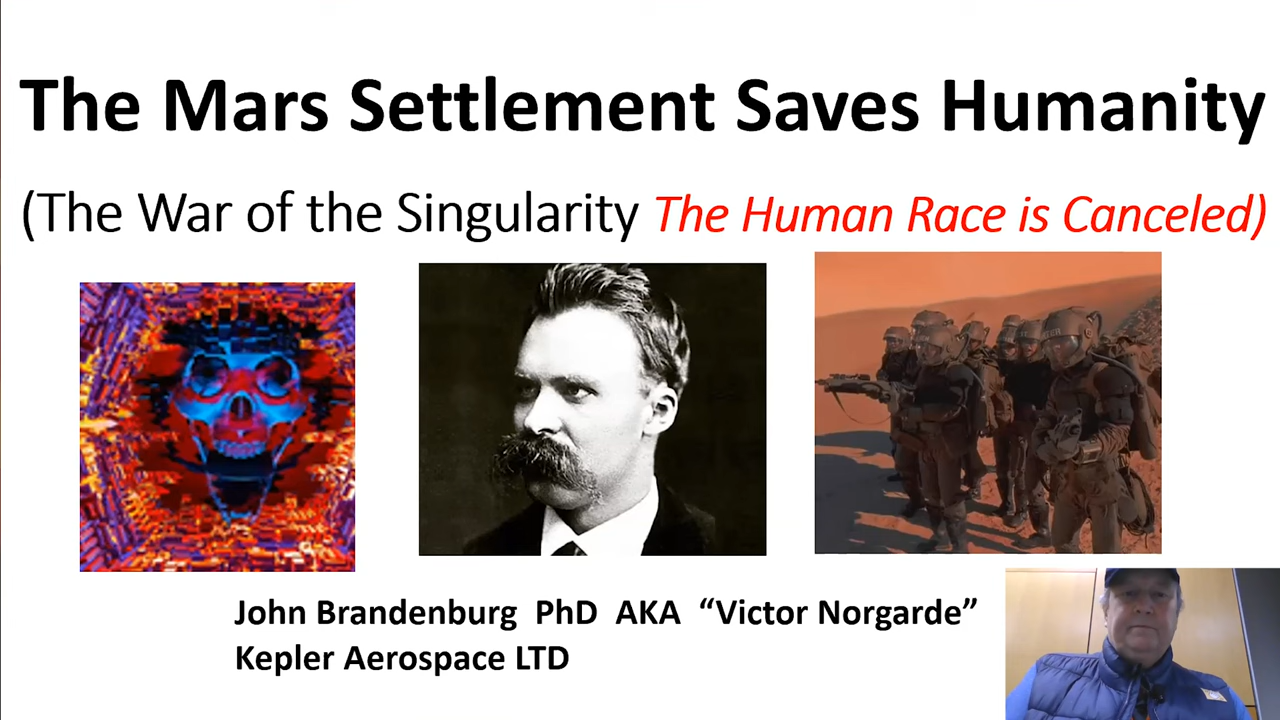 The Mars Settlement Saves Humanity
(The War of the Singularity The Human Race is Canceled)
John Brandenburg PhD AKA “Victor Norgarde”
Kepler Aerospace LTD